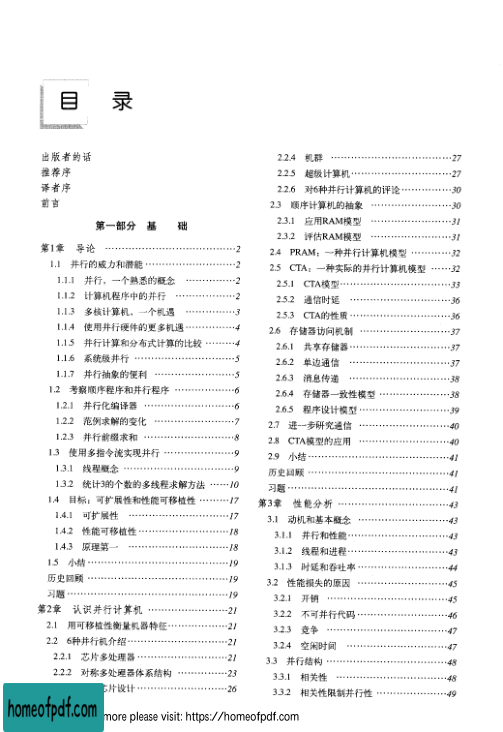 目 录
出版者的话
推荐序
译者序
前言
第一部分 基 础
第1章 导论 ……………2
1.1 并行的威力和潜能……………2
1.1.1 并行，一个熟悉的概念 ……………2
1.1.2 计算机程序中的并行 ……………2
1.1.3 多核计算机，一个机遇 ……………3
1.1.4 使用并行硬件的更多机遇……………4
1.1.5 并行计算和分布式计算的比较 ………4
1.1.6 系统级并行 ……………5
1.1.7 并行抽象的便利 ……………5
1.2 考察顺序程序和并行程序 ……………6
1.2.1 并行化编译器 ……………6
1.2.2 范例求解的变化 ……………7
1.2.3 并行前缀求和 ……………8
1.3 使用多指令流实现并行 ……………9
1.3.1 线程概念 ……………9
1.3.2 统计3的个数的多线程求解方法 ……10
1.4 目标：可扩展性和性能可移植性 ………17
1.4.1 可扩展性 ……………17
1.4.2 性能可移植性……………18
1.4.3 原理第一 ……………18
1.5 小结……………19
历史回顾 ……………19
习题……………19
第2章 认识并行计算机 ……………21
2.1 用可移植性衡量机器特征……………21
2.2 6种并行机介绍……………21
2.2.1 芯片多处理器 ……………21
2.2.2 对称多处理器体系结构 ……………23
芯片设计……………26
2.2.4 机群 ……………27
2.2.5 超级计算机……………27
2.2.6 对6种并行计算机的评论……………30
2.3 顺序计算机的抽象 ……………30
2.3.1 应用RAM模型 ……………31
2.3.2 评估RAM模型 ……………31
2.4 PRAM：一种并行计算机模型 …………32
2.5 CTA：一种实际的并行计算机模型 ……32
2.5.1 CTA模型……………33
2.5.2 通信时延 ……………36
2.5.3 CTA的性质……………36
2.6 存储器访问机制 ……………37
2.6.1 共享存储器……………37
2.6.2 单边通信 ……………37
2.6.3 消息传递 ……………38
2.6.4 存储器一致性模型 ……………38
2.6.5 程序设计模型……………39
2.7 进一步研究通信 ……………40
2.8 CTA模型的应用 ……………40
2.9 小结……………41
历史回顾 ……………41
习题……………41
第3章 性能分析 ……………43
3.1 动机和基本概念 ……………43
3.1.1 并行和性能……………43
3.1.2 线程和进程……………43
3.1.3 时延和吞吐率……………44
3.2 性能损失的原因 ……………45
3.2.1 开销 ……………45
3.2.2 不可并行代码……………46
3.2.3 竞争 ……………47
3.2.4 空闲时间 ……………47
3.3 并行结构 ……………48
3.3.1 相关性 ……………48
3.3.2 相关性限制并行性 ……………49
homeofpdf.com
more please visit: https://homeofpdf.com